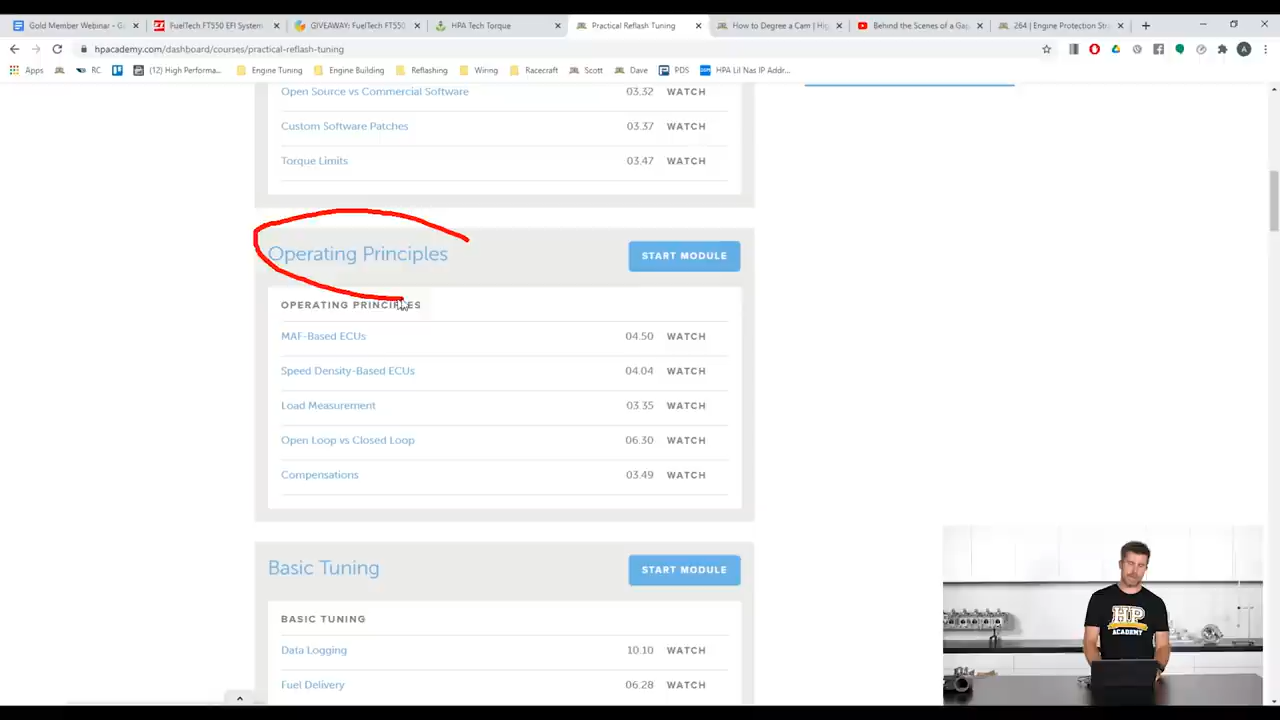 Gold Member Webinar - G
FuelTech FT550 EFI System
GIVEAWAY: FuelTech FT550
HPA Tech Torque
Practical Reflash Tuning
How to Degree a Cam | Hi
Behind the Scenes of a Gap
264 | Engine Protection Str
hpacademy.com/dashboard/courses/practical-reflash-tuning
Apps
RC
(12) High Performa...
Engine Tuning
Engine Building
Reflashing
Wiring
Racecraft
Scott
Dave
PDS
HPA Lil Nas IP Addr...
Open Source vs Commercial Software 03.32 WATCH
Custom Software Patches 03.37 WATCH
Torque Limits 03.47 WATCH
Operating Principles START MODULE
OPERATING PRINCIPLES
MAF-Based ECUs 04.50 WATCH
Speed Density-Based ECUs 04.04 WATCH
Load Measurement 03.35 WATCH
Open Loop vs Closed Loop 06.30 WATCH
Compensations 03.49 WATCH
Basic Tuning START MODULE
BASIC TUNING
Data Logging 10.10 WATCH
Fuel Delivery 06.28 WATCH
HP
ACADEMY